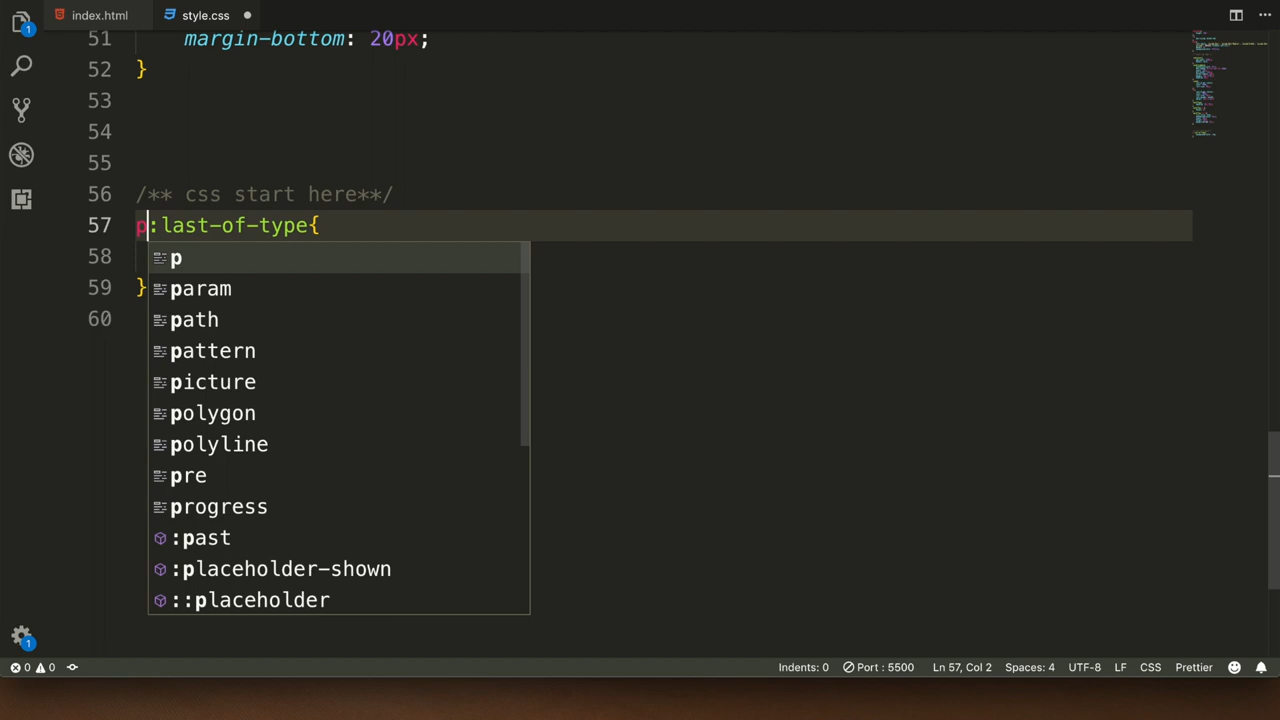 index.html
style.css
51 margin-bottom: 20px;
52 }
53
54
55
56 /** css start here**/
57 p:last-of-type{
58
59 }
60
p
param
path
pattern
picture
polygon
polyline
pre
progress
:past
:placeholder-shown
::placeholder
1
1
0 0
Indents: 0 Port : 5500 Ln 57, Col 2 Spaces: 4 UTF-8 LF CSS Prettier